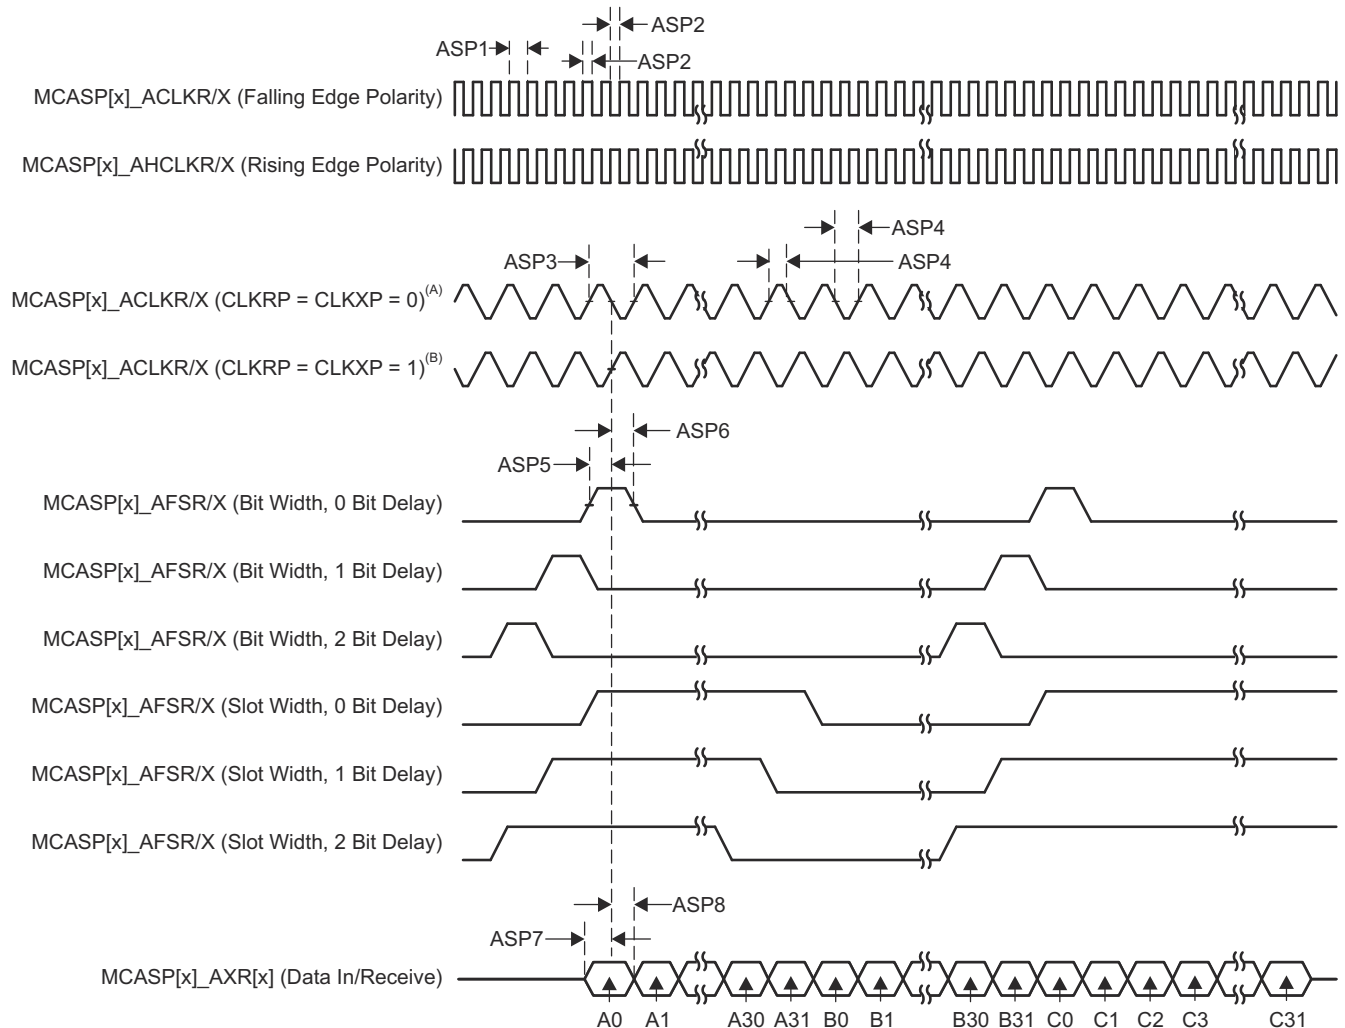 ASP2
ASP1
ASP2
MCASP[x]_ACLKR/X (Falling Edge Polarity)
MCASP[x]_AHCLKR/X (Rising Edge Polarity)
ASP4
ASP3
ASP4
MCASP[x]_ACLKR/X (CLKRP = CLKXP = 0)(A)
MCASP[x]_ACLKR/X (CLKRP = CLKXP = 1)(B)
ASP6
ASP5
MCASP[x]_AFSR/X (Bit Width, 0 Bit Delay)
MCASP[x]_AFSR/X (Bit Width, 1 Bit Delay)
MCASP[x]_AFSR/X (Bit Width, 2 Bit Delay)
MCASP[x]_AFSR/X (Slot Width, 0 Bit Delay)
MCASP[x]_AFSR/X (Slot Width, 1 Bit Delay)
MCASP[x]_AFSR/X (Slot Width, 2 Bit Delay)
ASP8
ASP7
MCASP[x]_AXR[x] (Data In/Receive)
A0 A1 A30 A31 B0 B1 B30 B31 C0 C1 C2 C3 C31